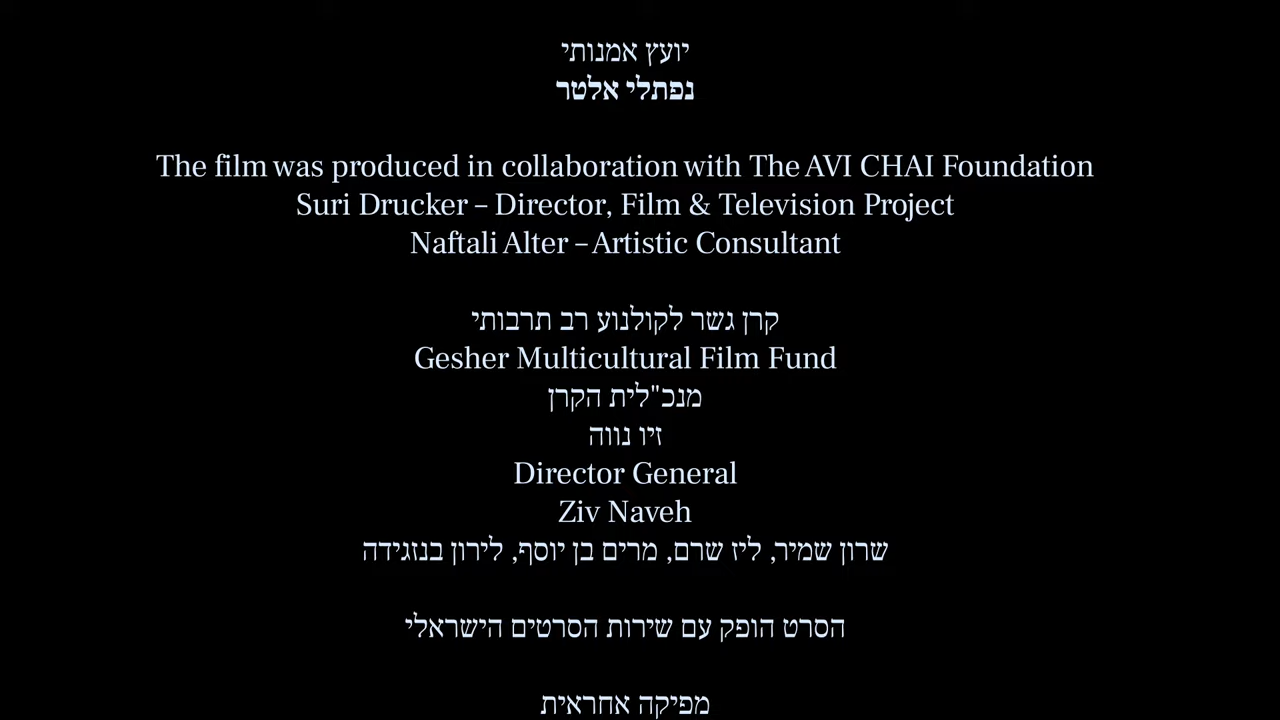 יועץ אמנותי
נפתלי אלטר
The film was produced in collaboration with The AVI CHAI Foundation
Suri Drucker – Director, Film & Television Project
Naftali Alter – Artistic Consultant
קרן גשר לקולנוע רב תרבותי
Gesher Multicultural Film Fund
מנכ"לית הקרן
זיו נווה
Director General
Ziv Naveh
שרון שמיר, ליז שרם, מרים בן יוסף, לירון בנזגידה
הסרט הופק עם שירות הסרטים הישראלי
מפיקה אחראית